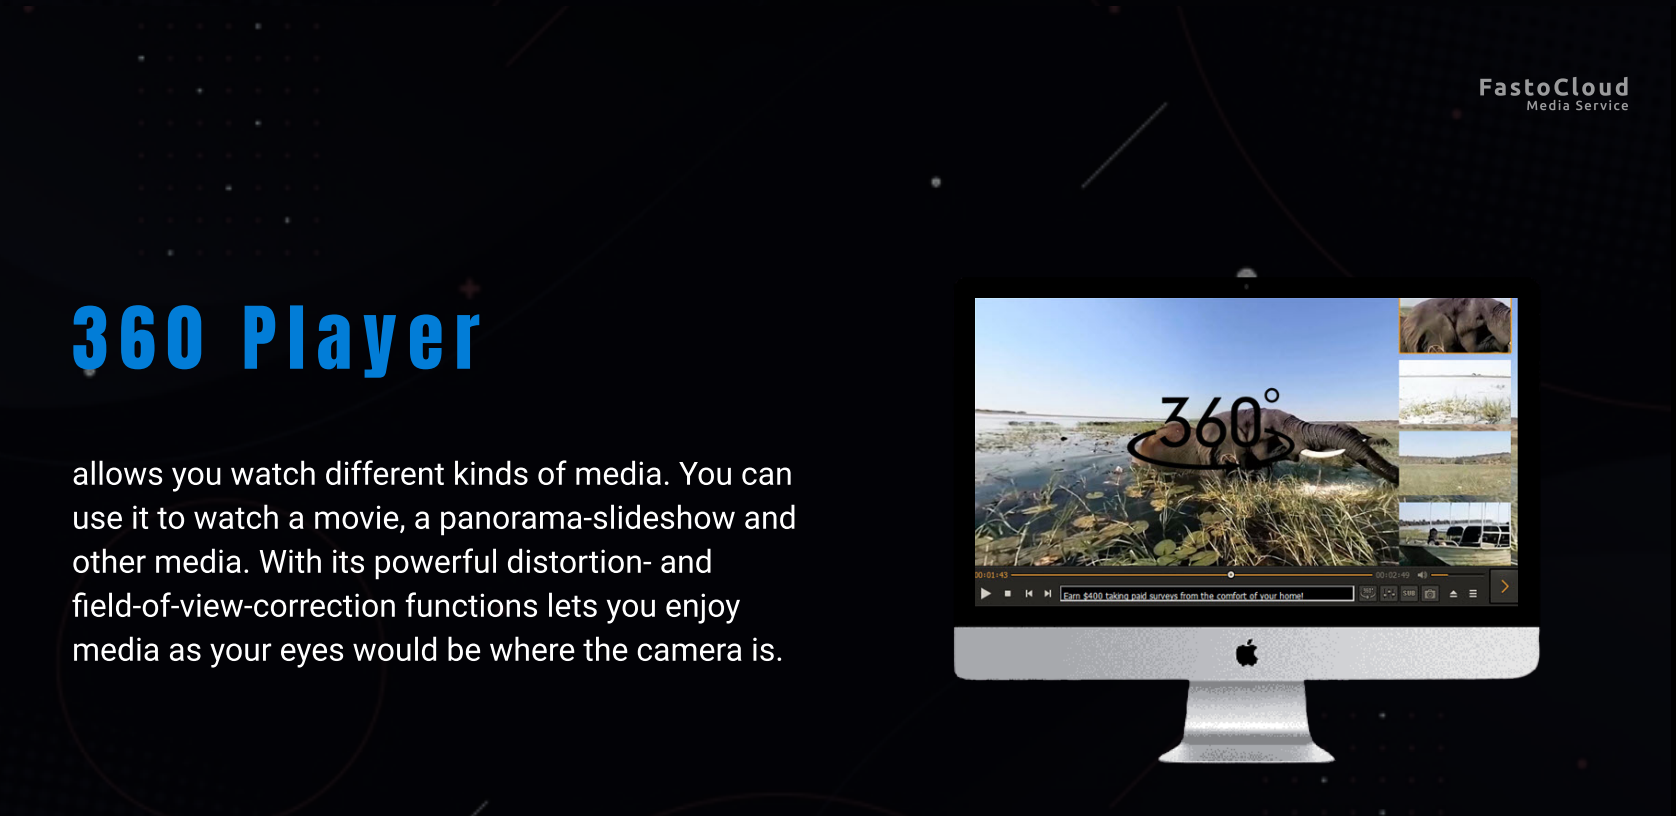 FastoCloud
Media Service
360 Player
allows you watch different kinds of media. You can
use it to watch a movie, a panorama-slideshow and
other media. With its powerful distortion- and
field-of-view-correction functions lets you enjoy
media as your eyes would be where the camera is.
360°
00:01:43
00:02:49
Earn $400 taking paid surveys from the comfort of your home!
360°
SUB